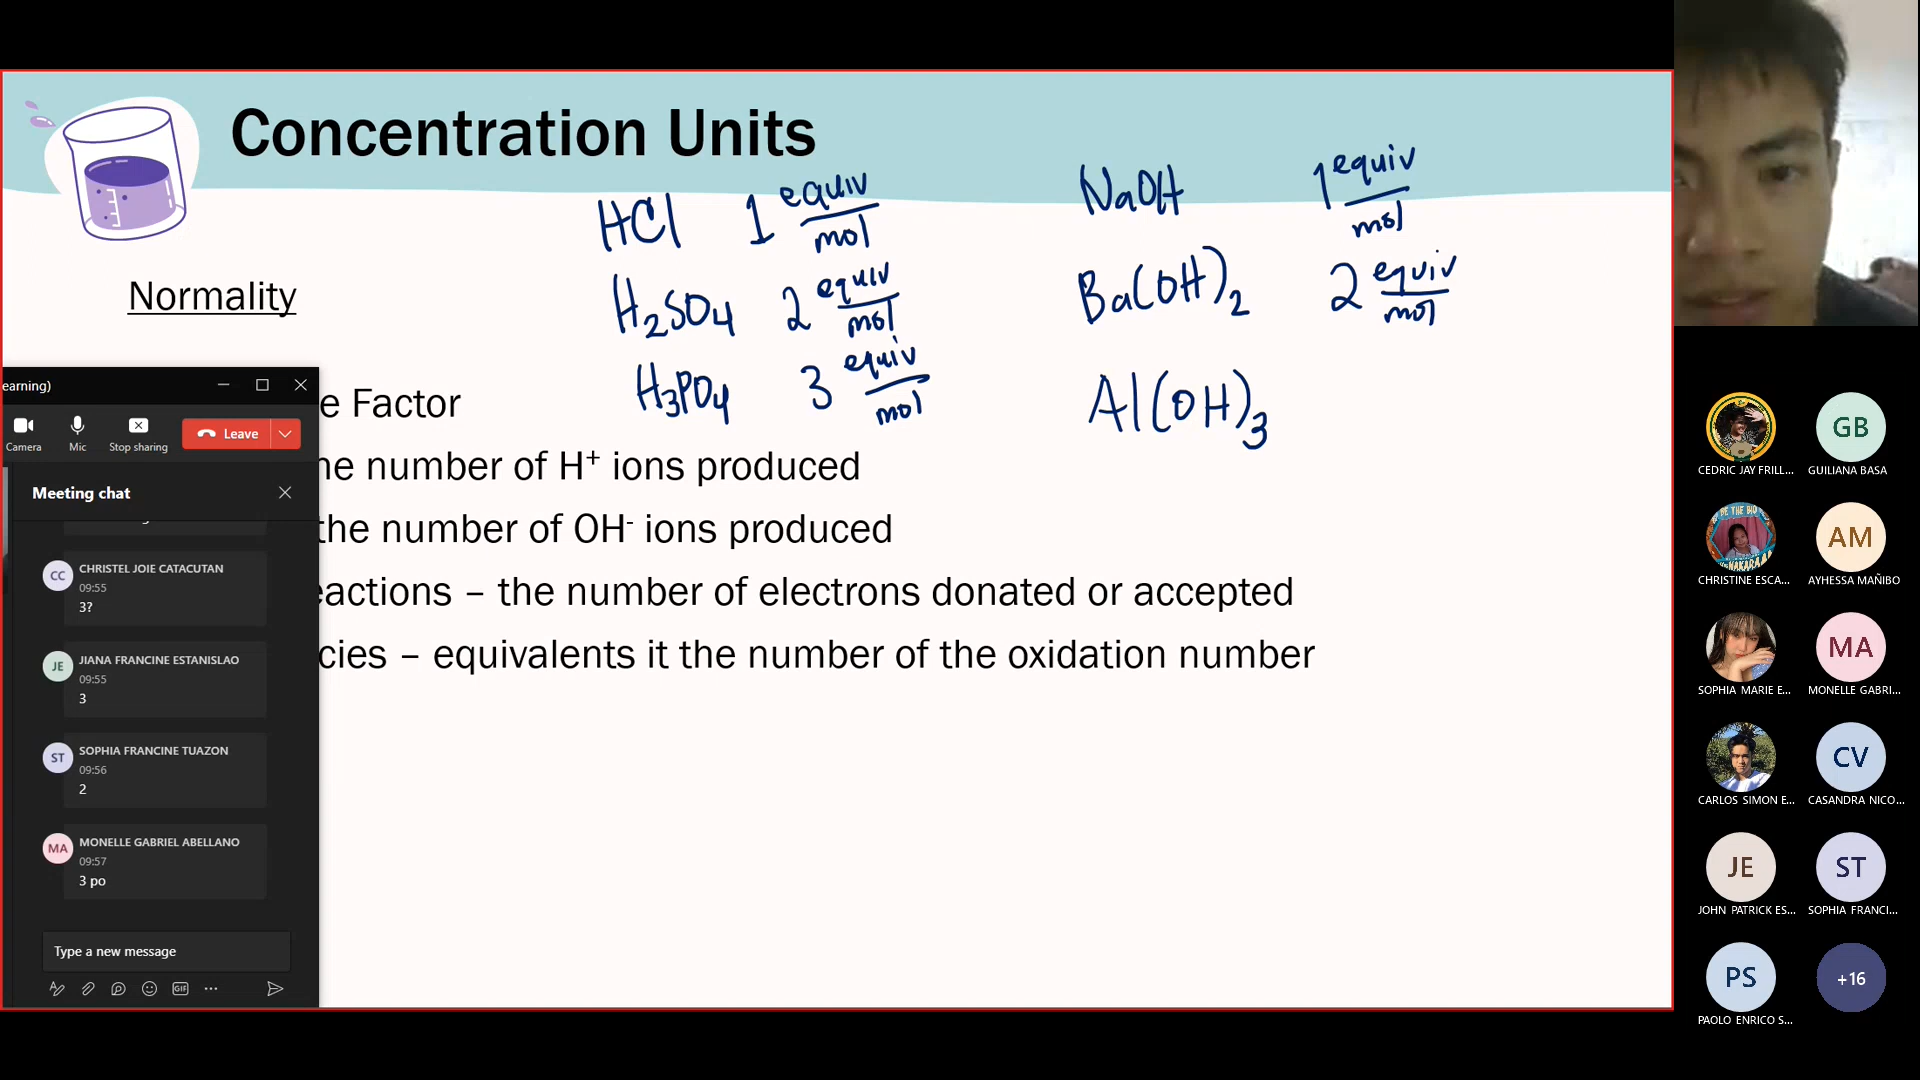 Concentration Units
Normality
HCl 1 equiv/mol
H₂SO₄ 2 equiv/mol
H₃PO₄ 3 equiv/mol
NaOH 1 equiv/mol
Ba(OH)₂ 2 equiv/mol
Al(OH)₃
e Factor
he number of H⁺ ions produced
the number of OH⁻ ions produced
eactions – the number of electrons donated or accepted
cies – equivalents it the number of the oxidation number
earning)
Camera
Mic
Stop sharing
Leave
Meeting chat
CC
CHRISTEL JOIE CATACUTAN
09:55
3?
JE
JIANA FRANCINE ESTANISLAO
09:55
3
ST
SOPHIA FRANCINE TUAZON
09:56
2
MA
MONELLE GABRIEL ABELLANO
09:57
3 po
Type a new message
GIF
CEDRIC JAY FRILL...
GB
GUILIANA BASA
CHRISTINE ESCA...
AM
AYHESSA MAÑIBO
SOPHIA MARIE E...
MA
MONELLE GABRI...
CARLOS SIMON E...
CV
CASANDRA NICO...
JE
JOHN PATRICK ES...
ST
SOPHIA FRANCI...
PS
PAOLO ENRICO S...
+16